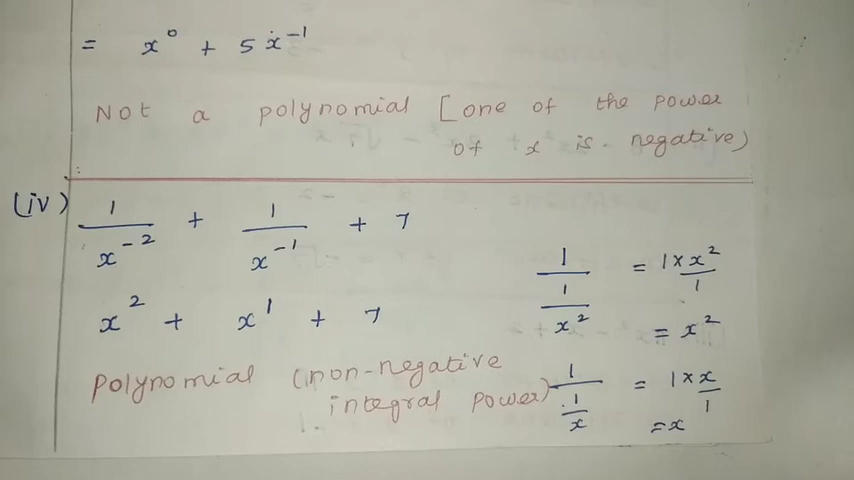 = x⁰ + 5x⁻¹
Not a polynomial [one of the power
of x is negative)
(iv) 1/x⁻² + 1/x⁻¹ + 7
x² + x¹ + 7
polynomial (non-negative
integral power)
1/(1/x²) = 1 × x²/1
= x²
1/(1/x) = 1 × x/1
= x